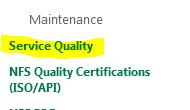 Maintenance
Service Quality
NFS Quality Certifications
(ISO/API)